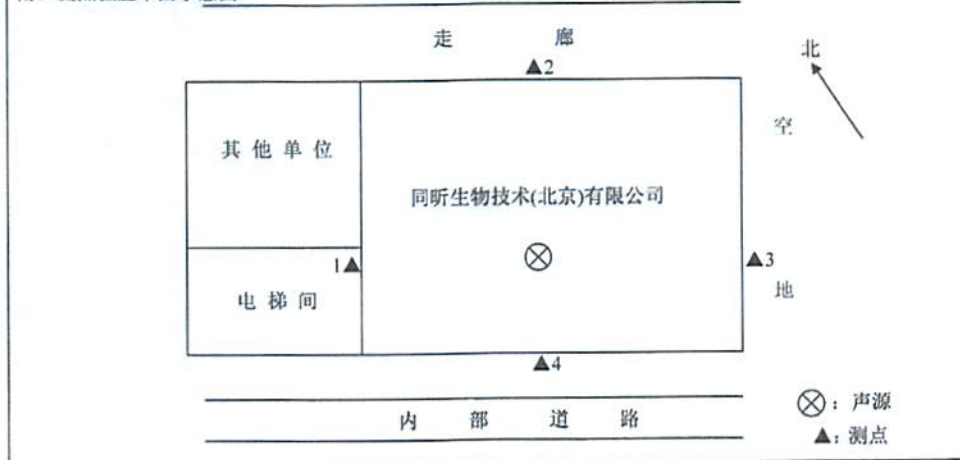 走 廊
▲2
北
空
其他单位
同昕生物技术(北京)有限公司
1▲
▲3
地
电梯间
▲4
⊗：声源
内 部 道 路
▲：测点